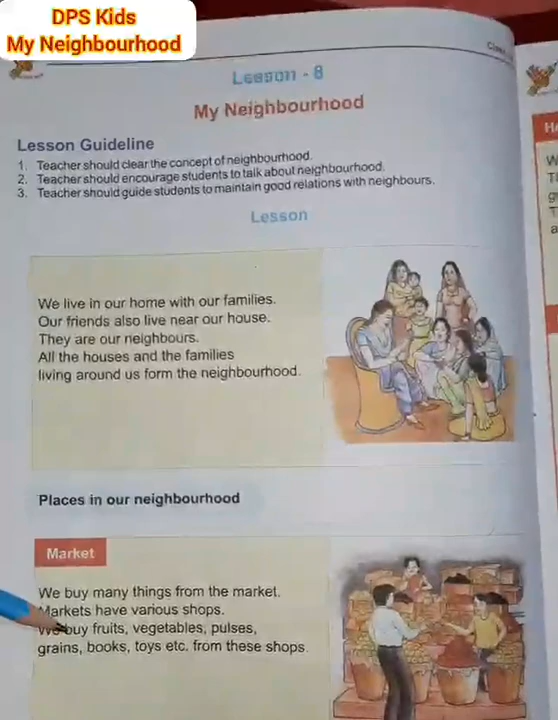 DPS Kids
My Neighbourhood
Lesson - 8
My Neighbourhood
Lesson Guideline
1. Teacher should clear the concept of neighbourhood.
2. Teacher should encourage students to talk about neighbourhood.
3. Teacher should guide students to maintain good relations with neighbours.
Lesson
We live in our home with our families.
Our friends also live near our house.
They are our neighbours.
All the houses and the families
living around us form the neighbourhood.
Places in our neighbourhood
Market
We buy many things from the market.
Markets have various shops.
We buy fruits, vegetables, pulses,
grains, books, toys etc. from these shops.